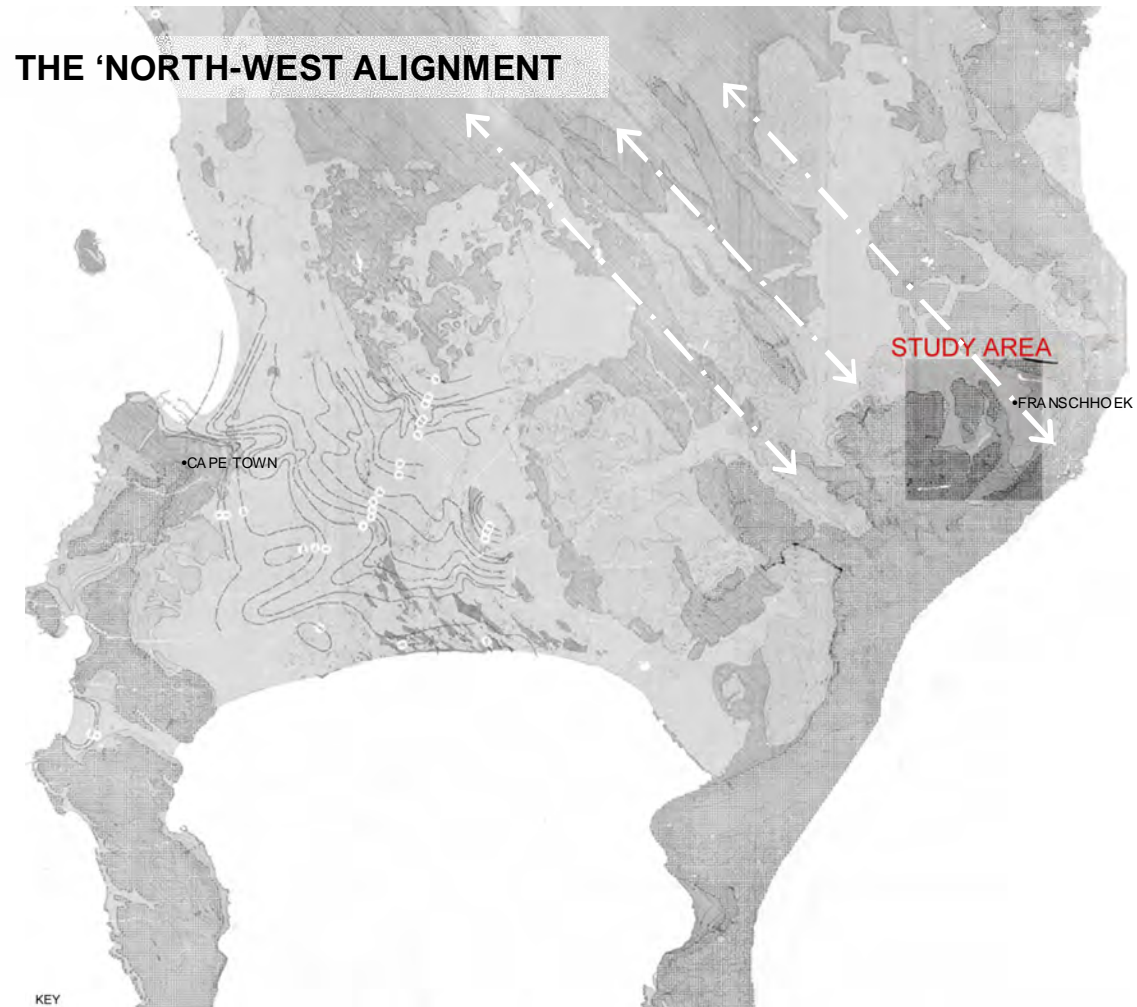 THE ‘NORTH-WEST ALIGNMENT
STUDY AREA
•FRANSCHHOEK
•CAPE TOWN
KEY